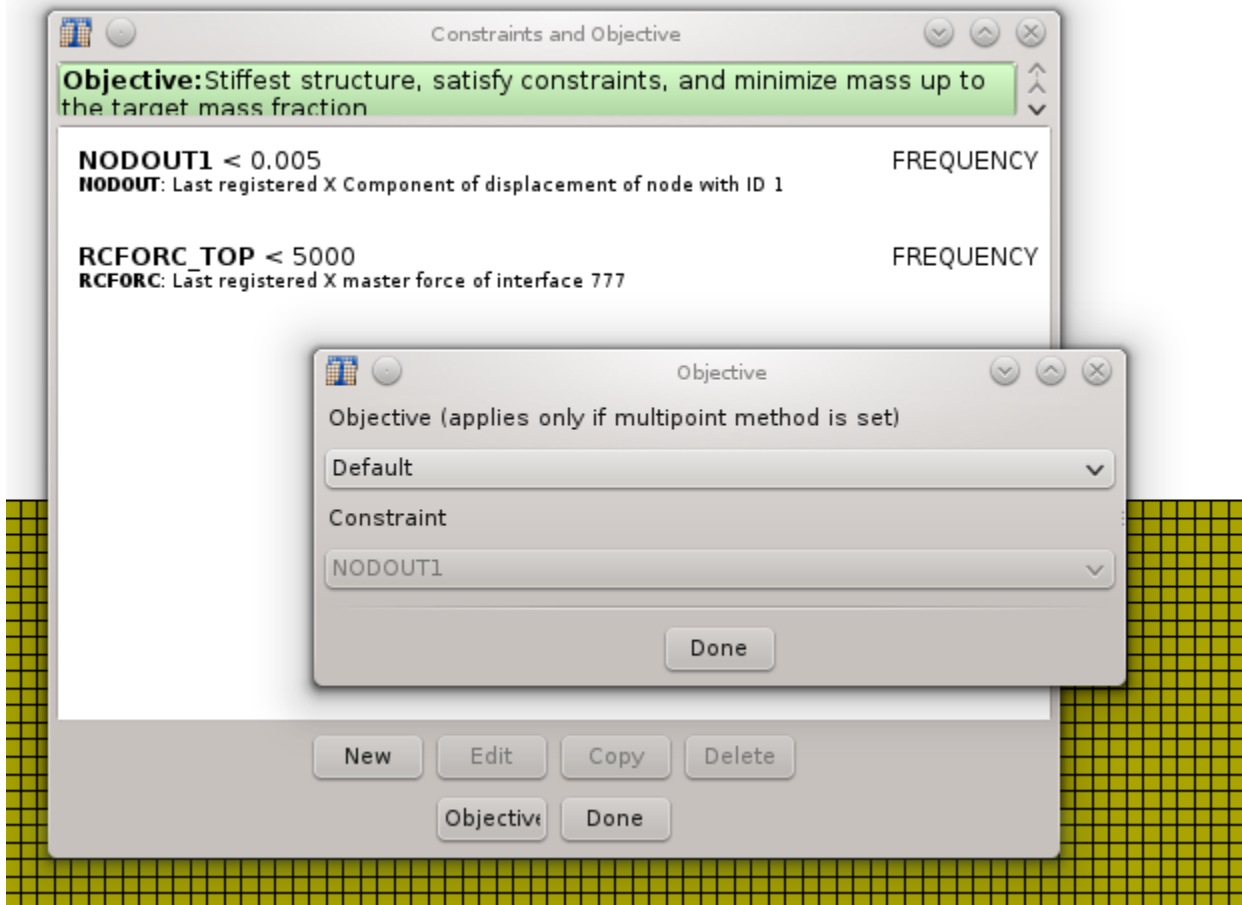 Constraints and Objective
Objective:Stiffest structure, satisfy constraints, and minimize mass up to
the target mass fraction
NODOUT1 < 0.005 FREQUENCY
NODOUT: Last registered X Component of displacement of node with ID 1
RCFORC_TOP < 5000 FREQUENCY
RCFORC: Last registered X master force of interface 777
Objective
Objective (applies only if multipoint method is set)
Default
Constraint
NODOUT1
Done
New Edit Copy Delete
Objective Done